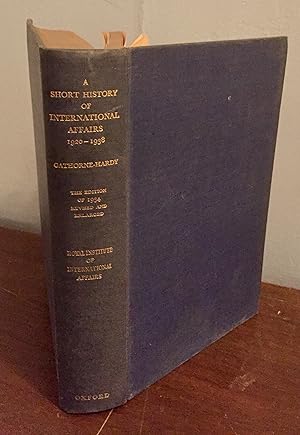 A
SHORT HISTORY
OF
INTERNATIONAL
AFFAIRS
1920–1938
GATHORNE-HARDY
THE EDITION
OF 1934
REVISED AND
ENLARGED
ROYAL INSTITUTE
OF
INTERNATIONAL
AFFAIRS
OXFORD